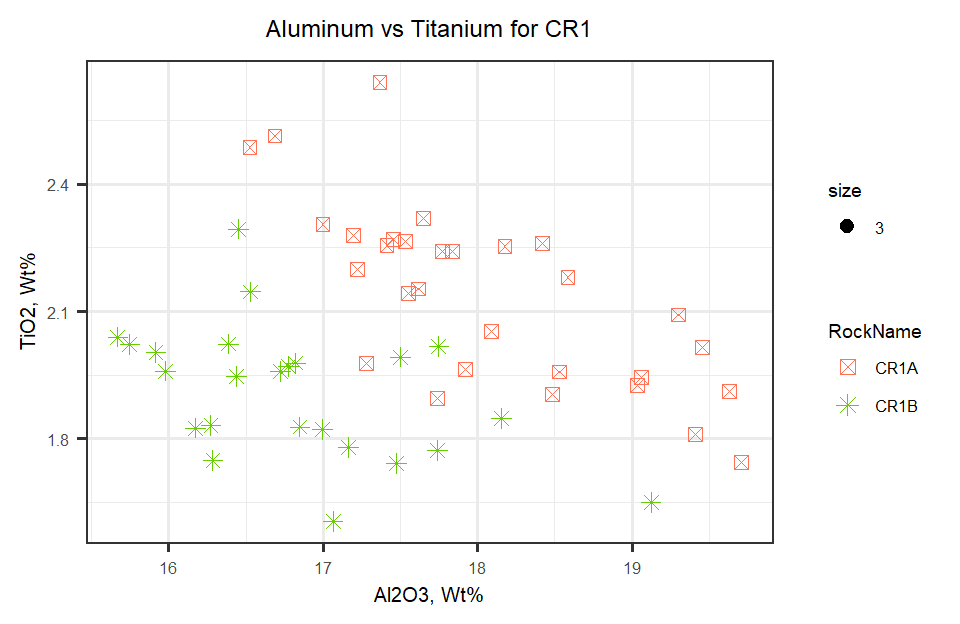 Aluminum vs Titanium for CR1
TiO2, Wt%
2.4
2.1
1.8
16 17 18 19
Al2O3, Wt%
size
3
RockName
CR1A
CR1B